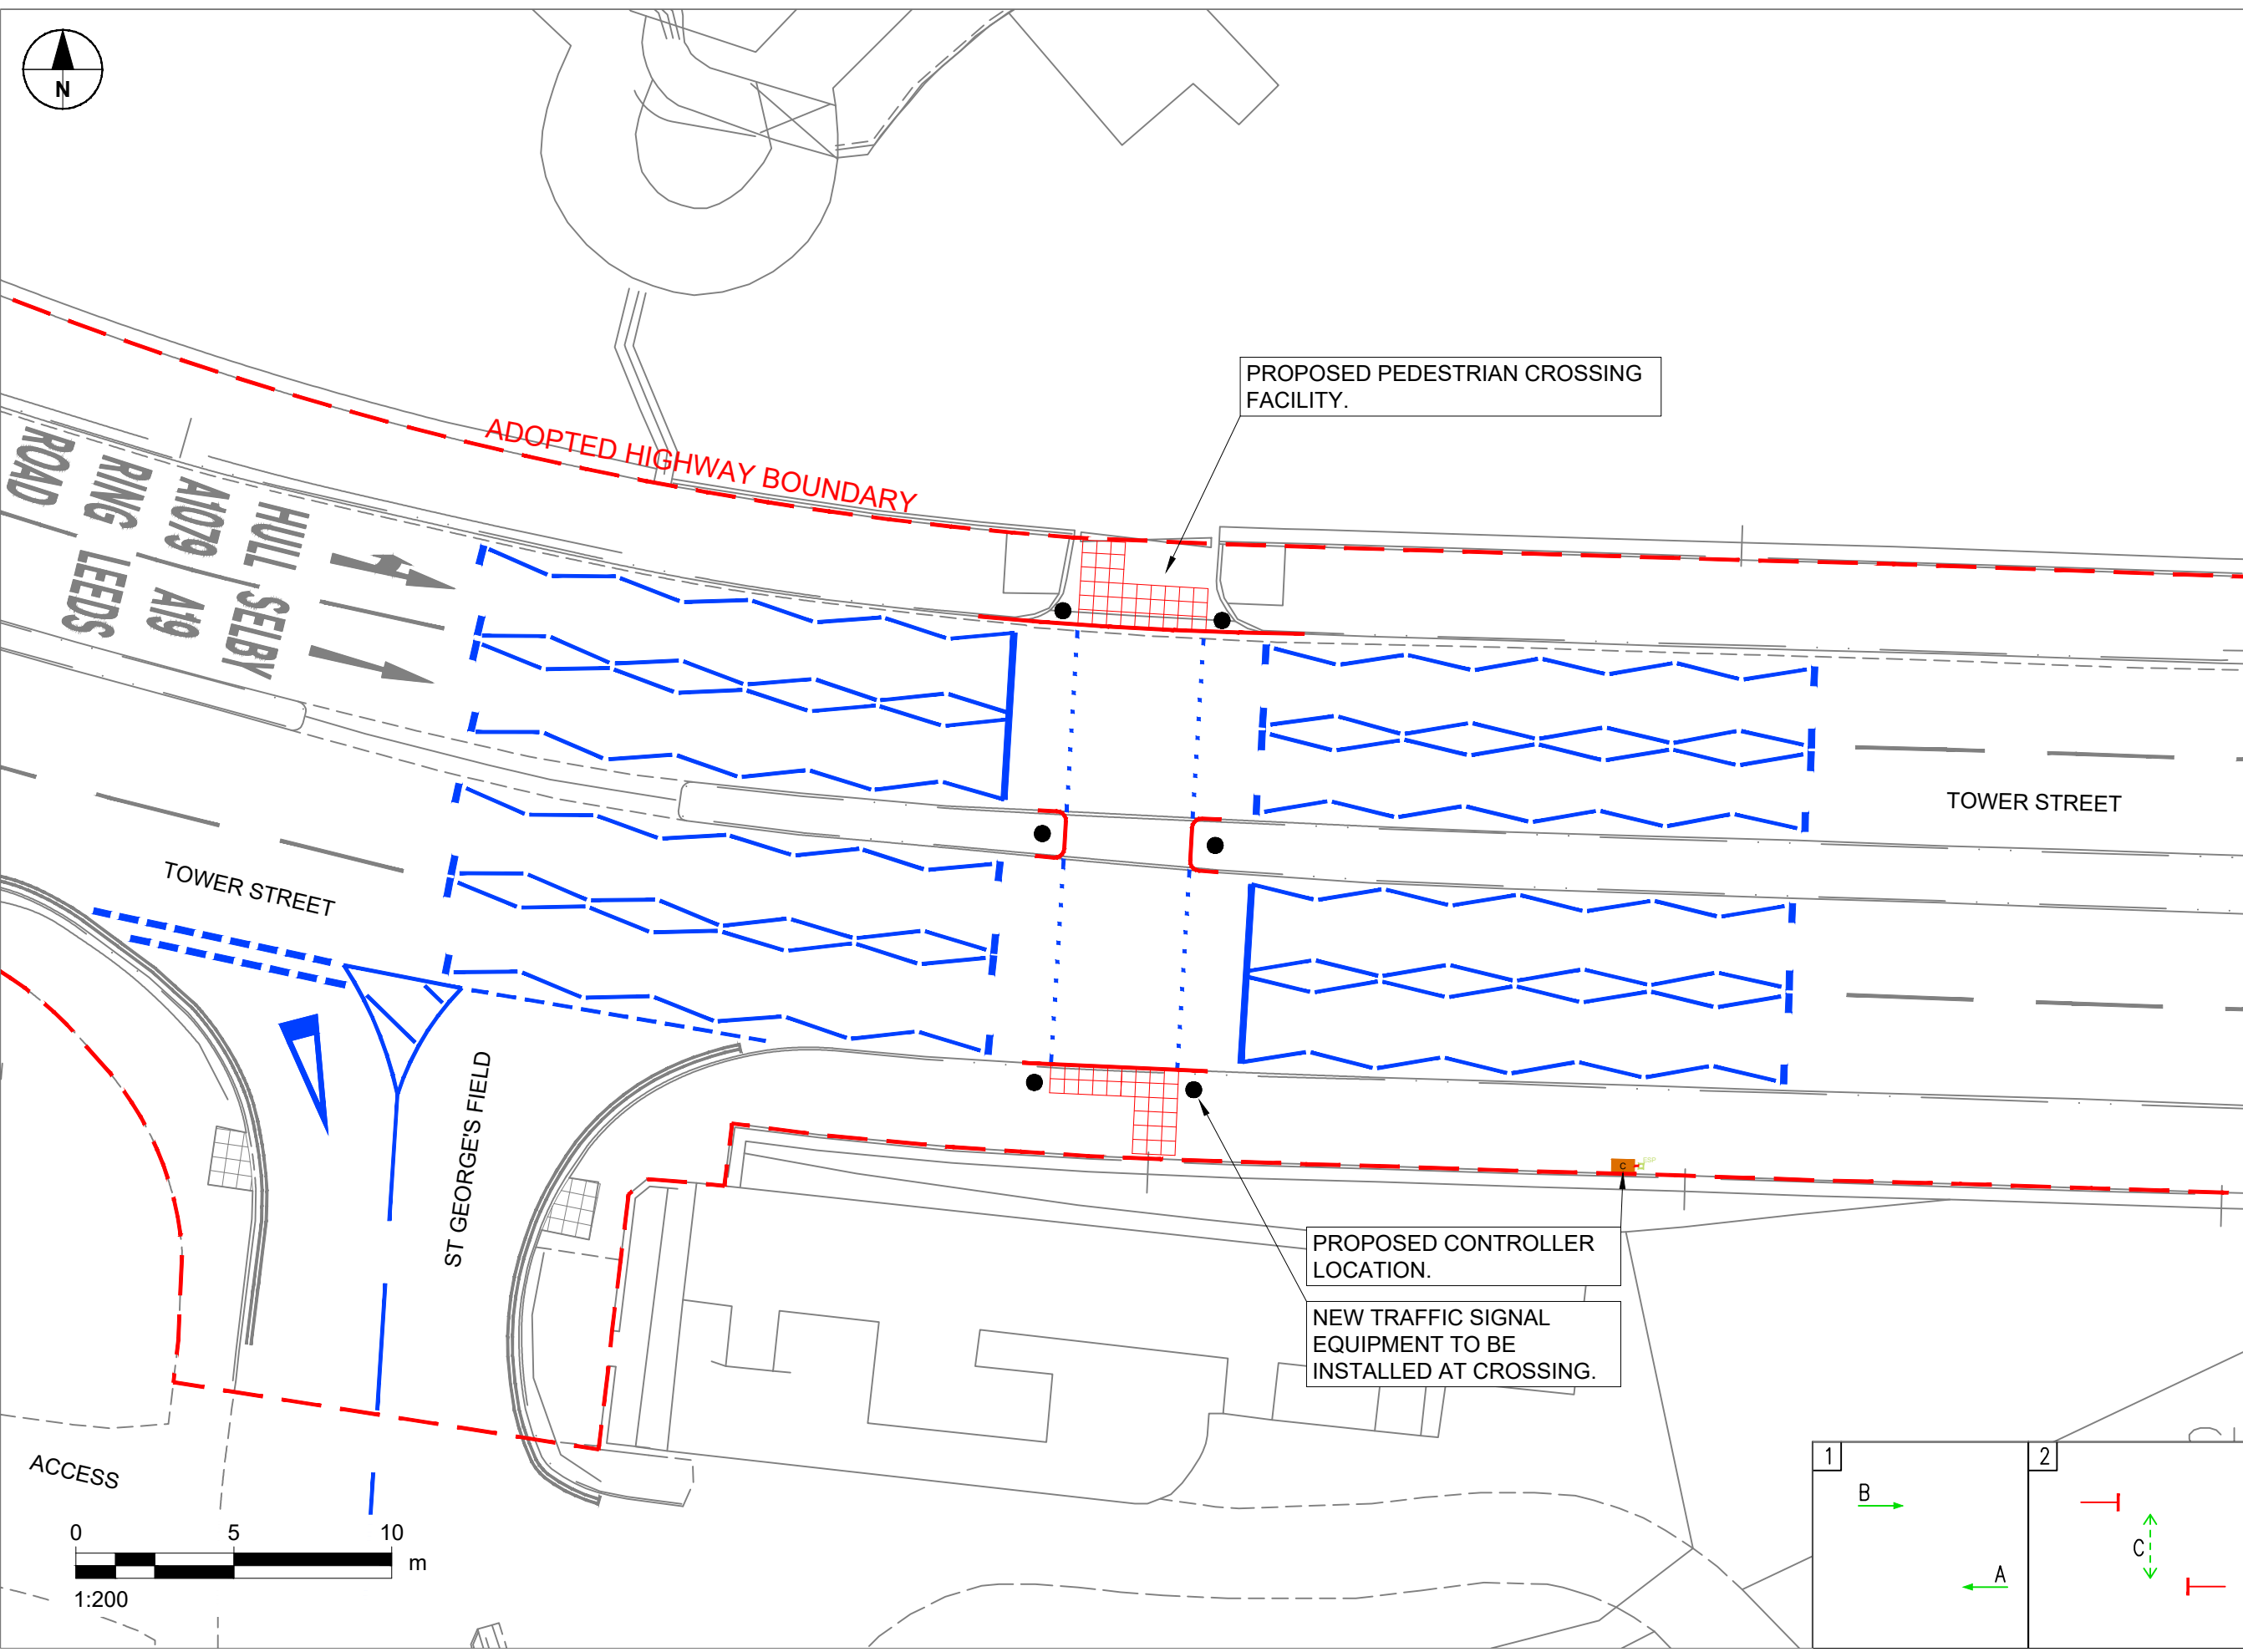 N
PROPOSED PEDESTRIAN CROSSING
FACILITY.
ADOPTED HIGHWAY BOUNDARY
HULL
A1079
RING
ROAD
SELBY
A19
LEEDS
TOWER STREET
TOWER STREET
ST GEORGE'S FIELD
C
ESP
PROPOSED CONTROLLER
LOCATION.
NEW TRAFFIC SIGNAL
EQUIPMENT TO BE
INSTALLED AT CROSSING.
ACCESS
0 5 10
m
1:200
1
B
A
2
C